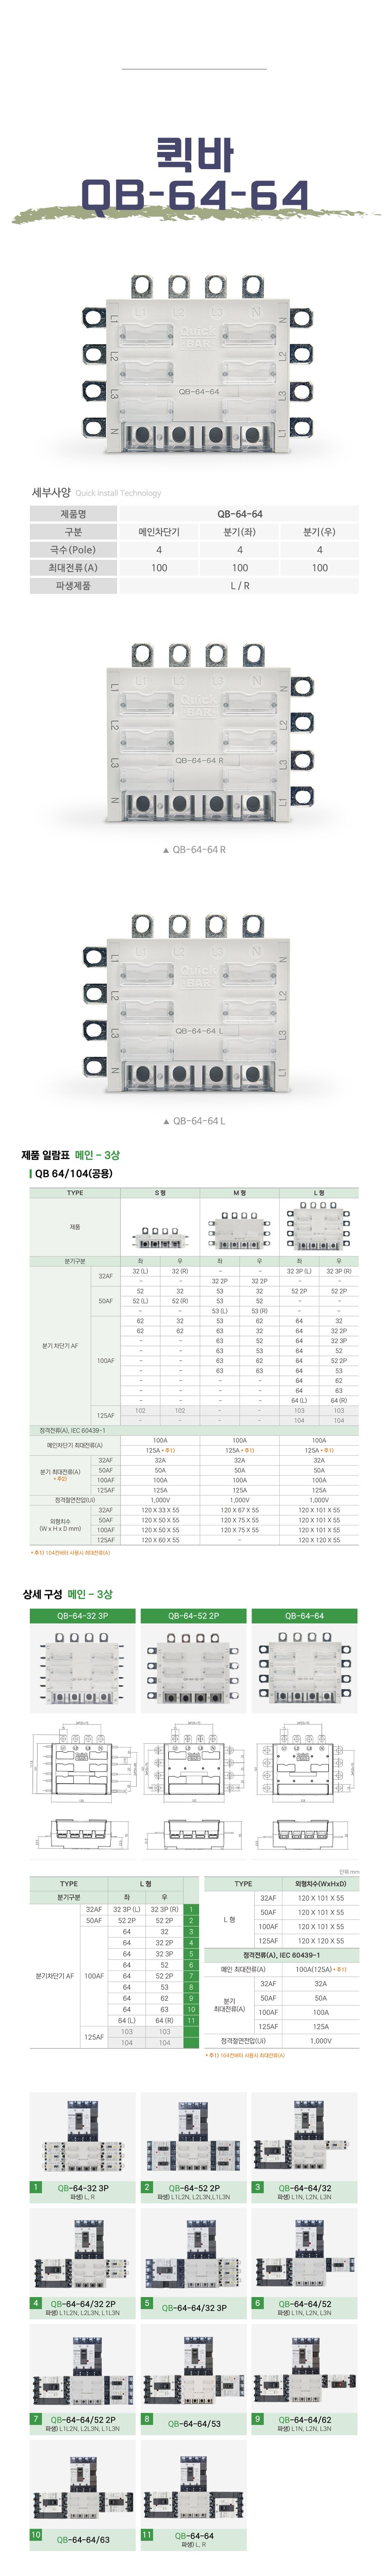 퀵바
QB-64-64
L1 L2 L3 N
Quick
BAR
QB-64-64
세부사양 Quick Install Technology
제품명 QB-64-64
구분 메인차단기 분기(좌) 분기(우)
극수(Pole) 4 4 4
최대전류(A) 100 100 100
파생제품 L / R
L1 L2 L3 N
Quick
BAR
QB-64-64 R
▲ QB-64-64 R
L1 L2 L3 N
Quick
BAR
QB-64-64 L
▲ QB-64-64 L
제품 일람표 메인 - 3상
QB 64/104(공용)
TYPE S 형 M 형 L 형
제품
분기구분 좌 우 좌 우 좌 우
분기 차단기 AF
32AF 32 (L) 32 (R) - - 32 3P (L) 32 3P (R)
- - 32 2P 32 2P - -
50AF 52 32 53 32 52 2P 52 2P
52 (L) 52 (R) 53 52 - -
- - 53 (L) 53 (R) - -
100AF 62 32 53 62 64 32
62 62 63 32 64 32 2P
- - 63 52 64 32 3P
- - 63 53 64 52
- - 63 62 64 52 2P
- - 63 63 64 53
- - - - 64 62
- - - - 64 63
- - - - 64 (L) 64 (R)
125AF 102 102 - - 103 103
- - - - 104 104
정격전류(A), IEC 60439-1
메인차단기 최대전류(A) 100A 100A 100A
125A *주1) 125A *주1) 125A *주1)
분기 최대전류(A)
*주2)
32AF 32A 32A 32A
50AF 50A 50A 50A
100AF 100A 100A 100A
125AF 125A 125A 125A
정격절연전압(Ui) 1,000V 1,000V 1,000V
외형치수
(W x H x D mm)
32AF 120 X 33 X 55 120 X 67 X 55 120 X 101 X 55
50AF 120 X 50 X 55 120 X 75 X 55 120 X 101 X 55
100AF 120 X 50 X 55 120 X 75 X 55 120 X 101 X 55
125AF 120 X 60 X 55 - 120 X 120 X 55
*주1) 104컨버터 사용시 최대전류(A)
상세 구성 메인 - 3상
QB-64-32 3P QB-64-52 2P QB-64-64
단위:mm
TYPE L 형
분기구분 좌 우
분기차단기 AF
32AF 32 3P (L) 32 3P (R) 1
50AF 52 2P 52 2P 2
100AF 64 32 3
64 32 2P 4
64 32 3P 5
64 52 6
64 52 2P 7
64 53 8
64 62 9
64 63 10
64 (L) 64 (R) 11
125AF 103 103
104 104
TYPE 외형치수(WxHxD)
L 형
32AF 120 X 101 X 55
50AF 120 X 101 X 55
100AF 120 X 101 X 55
125AF 120 X 120 X 55
정격전류(A), IEC 60439-1
메인 최대전류(A) 100A(125A) *주1)
분기
최대전류(A)
32AF 32A
50AF 50A
100AF 100A
125AF 125A
정격절연전압(Ui) 1,000V
*주1) 104컨버터 사용시 최대전류(A)
1 QB-64-32 3P
파생) L, R
2 QB-64-52 2P
파생) L1L2N, L2L3N,L1L3N
3 QB-64-64/32
파생) L1N, L2N, L3N
4 QB-64-64/32 2P
파생) L1L2N, L2L3N, L1L3N
5 QB-64-64/32 3P
6 QB-64-64/52
파생) L1N, L2N, L3N
7 QB-64-64/52 2P
파생) L1L2N, L2L3N, L1L3N
8 QB-64-64/53
9 QB-64-64/62
파생) L1N, L2N, L3N
10 QB-64-64/63
11 QB-64-64
파생) L, R